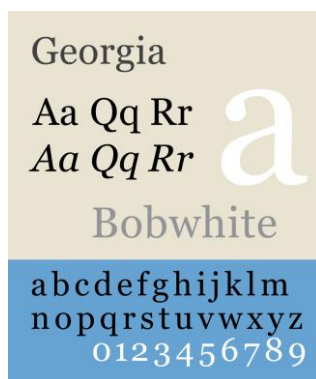 Georgia
Aa Qq Rr
Aa Qq Rr
a
Bobwhite
abcdefghijklm
nopqrstuvwxyz
0123456789